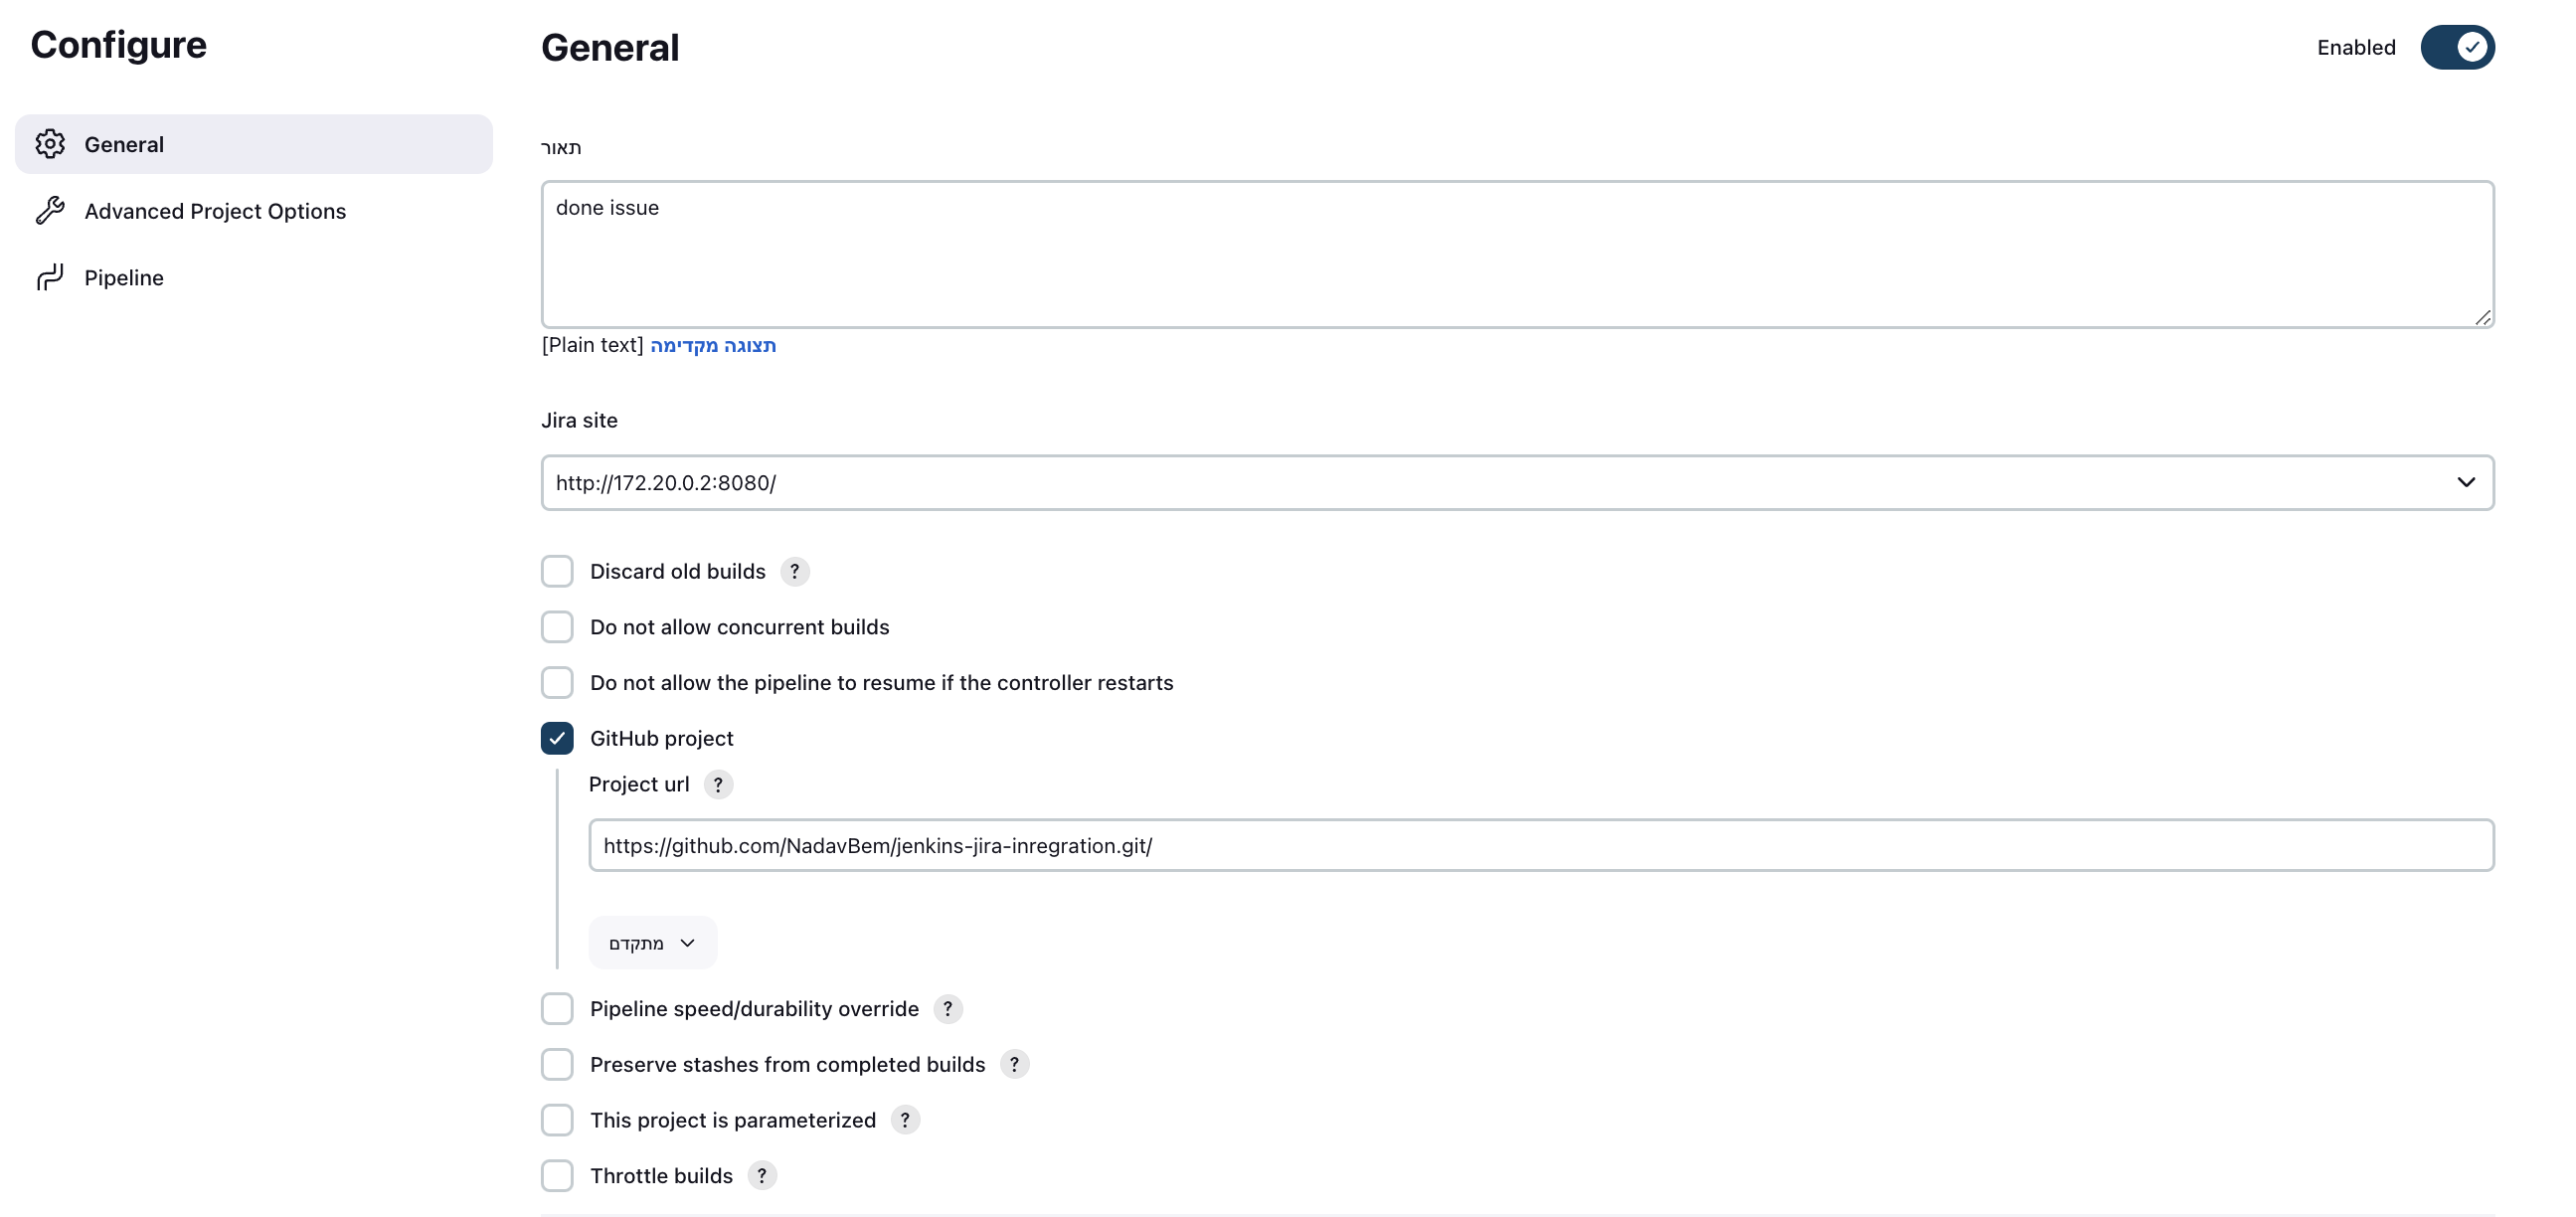 Configure
General
Advanced Project Options
Pipeline
General
Enabled
תאור
done issue
[Plain text] תצוגה מקדימה
Jira site
http://172.20.0.2:8080/
Discard old builds ?
Do not allow concurrent builds
Do not allow the pipeline to resume if the controller restarts
GitHub project
Project url ?
https://github.com/NadavBem/jenkins-jira-inregration.git/
מתקדם
Pipeline speed/durability override ?
Preserve stashes from completed builds ?
This project is parameterized ?
Throttle builds ?